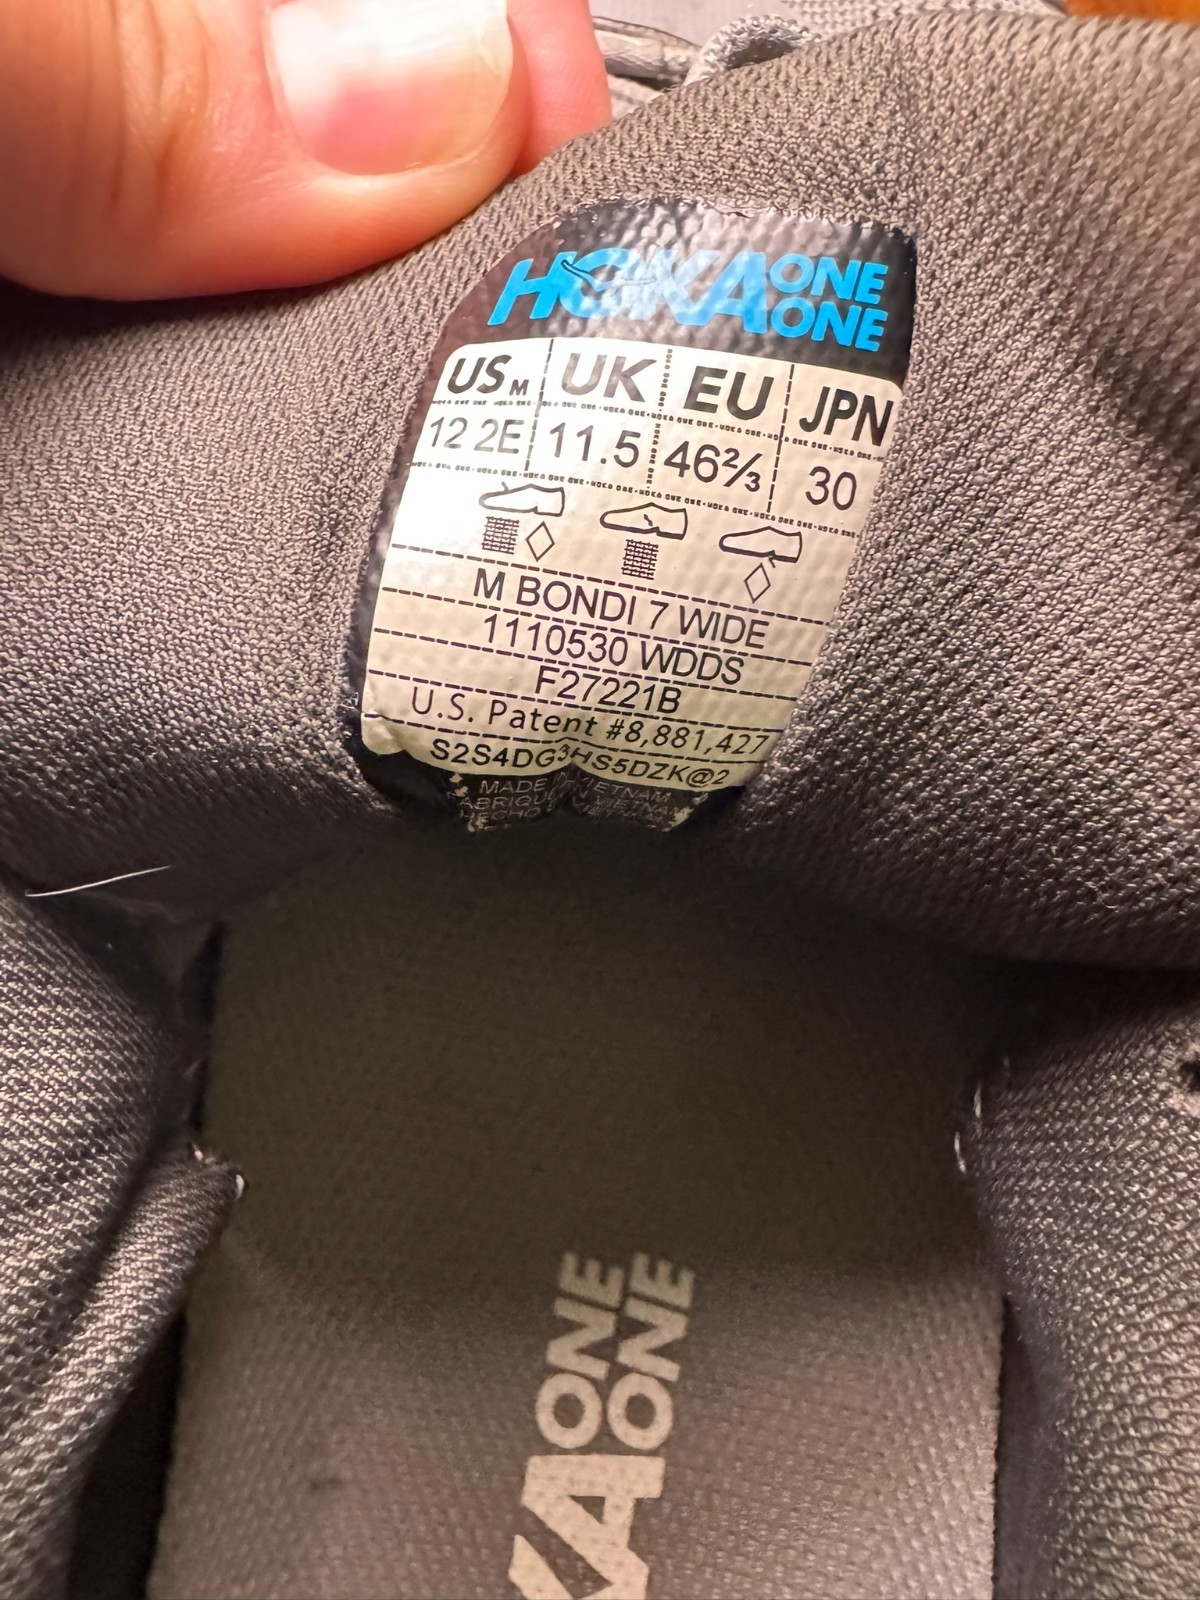 HOKA ONE ONE
US M UK EU JPN
12 2E 11.5 46⅔ 30
M BONDI 7 WIDE
1110530 WDDS
F27221B
U.S. Patent #8,881,427
S2S4DG3HS5DZK@2
MADE IN VIETNAM
ONE
ONE